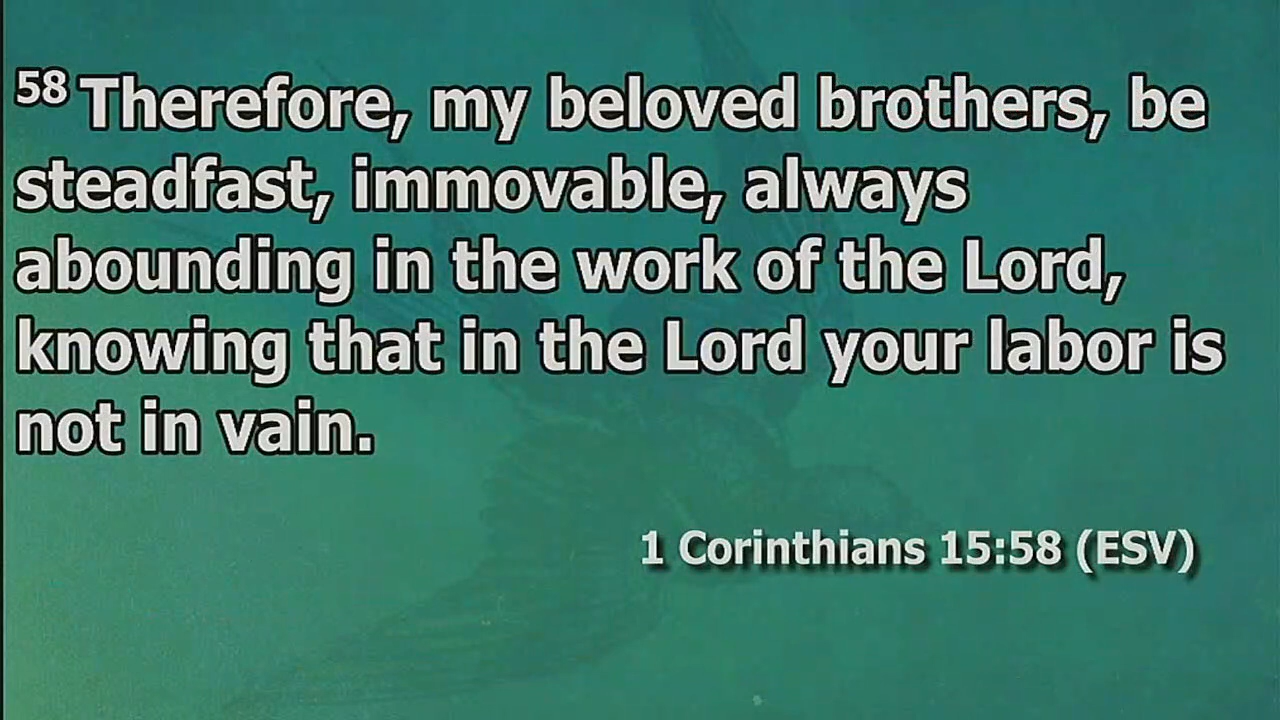 58 Therefore, my beloved brothers, be
steadfast, immovable, always
abounding in the work of the Lord,
knowing that in the Lord your labor is
not in vain.
1 Corinthians 15:58 (ESV)